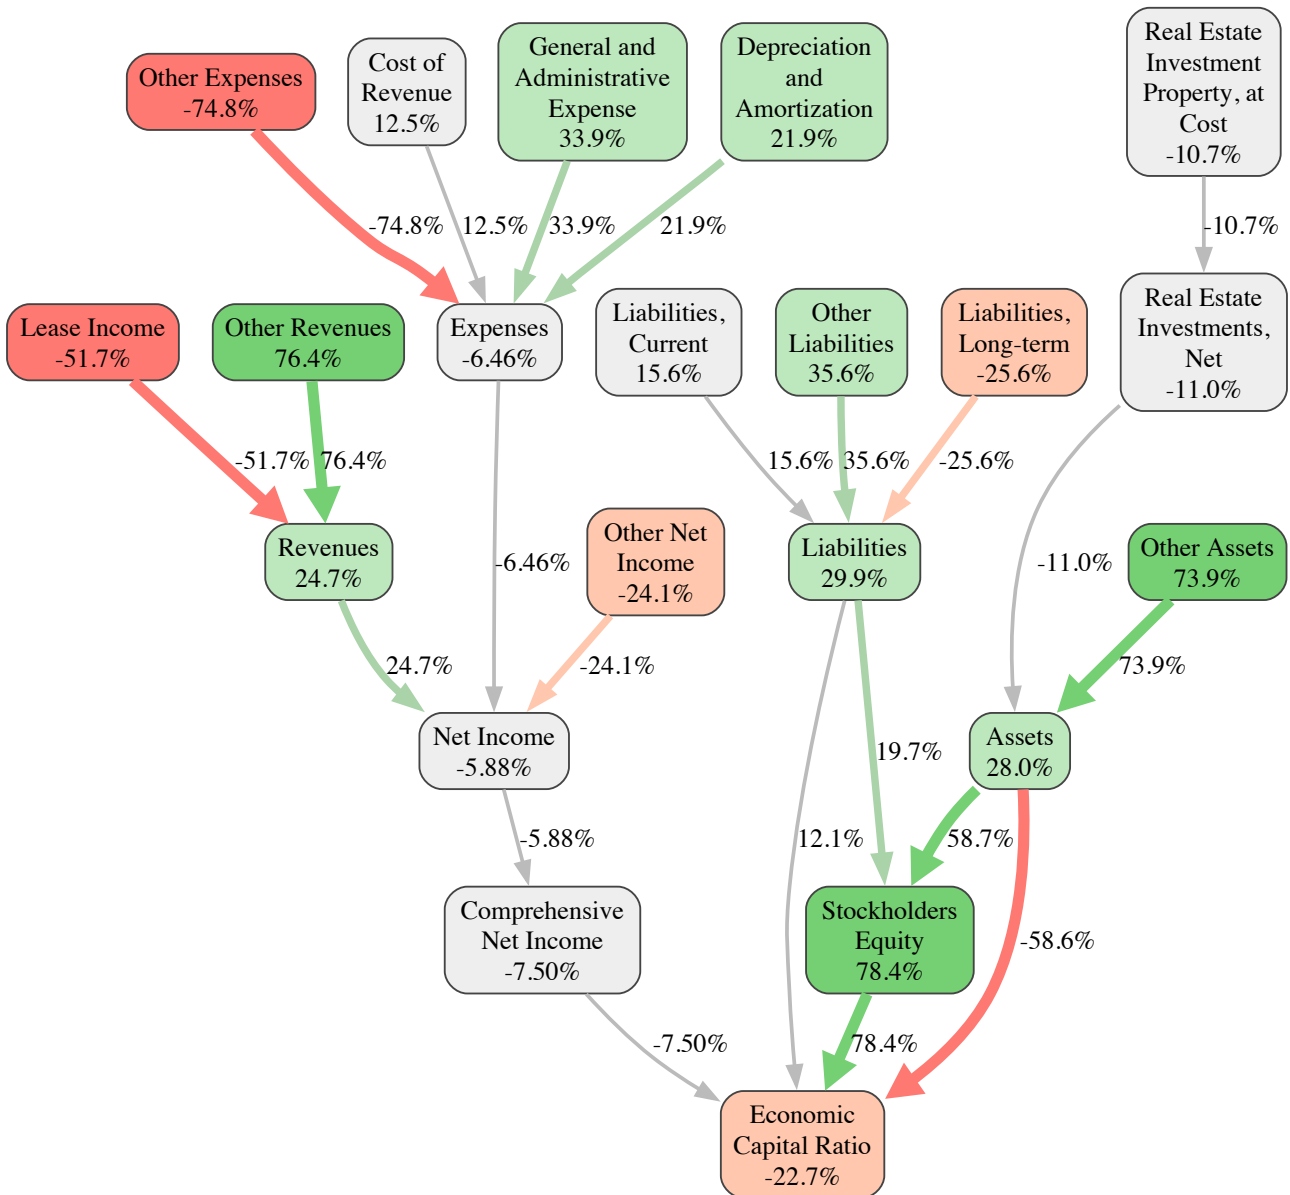 Other Expenses
-74.8%
Cost of
Revenue
12.5%
General and
Administrative
Expense
33.9%
Depreciation
and
Amortization
21.9%
Real Estate
Investment
Property, at
Cost
-10.7%
-74.8%
12.5%
33.9%
21.9%
-10.7%
Lease Income
-51.7%
Other Revenues
76.4%
Expenses
-6.46%
Liabilities,
Current
15.6%
Other
Liabilities
35.6%
Liabilities,
Long-term
-25.6%
Real Estate
Investments,
Net
-11.0%
-51.7%
76.4%
15.6%
35.6%
-25.6%
Revenues
24.7%
-6.46%
Other Net
Income
-24.1%
Liabilities
29.9%
-11.0%
Other Assets
73.9%
24.7%
-24.1%
73.9%
Net Income
-5.88%
19.7%
Assets
28.0%
-5.88%
12.1%
58.7%
Comprehensive
Net Income
-7.50%
Stockholders
Equity
78.4%
-58.6%
-7.50%
78.4%
Economic
Capital Ratio
-22.7%